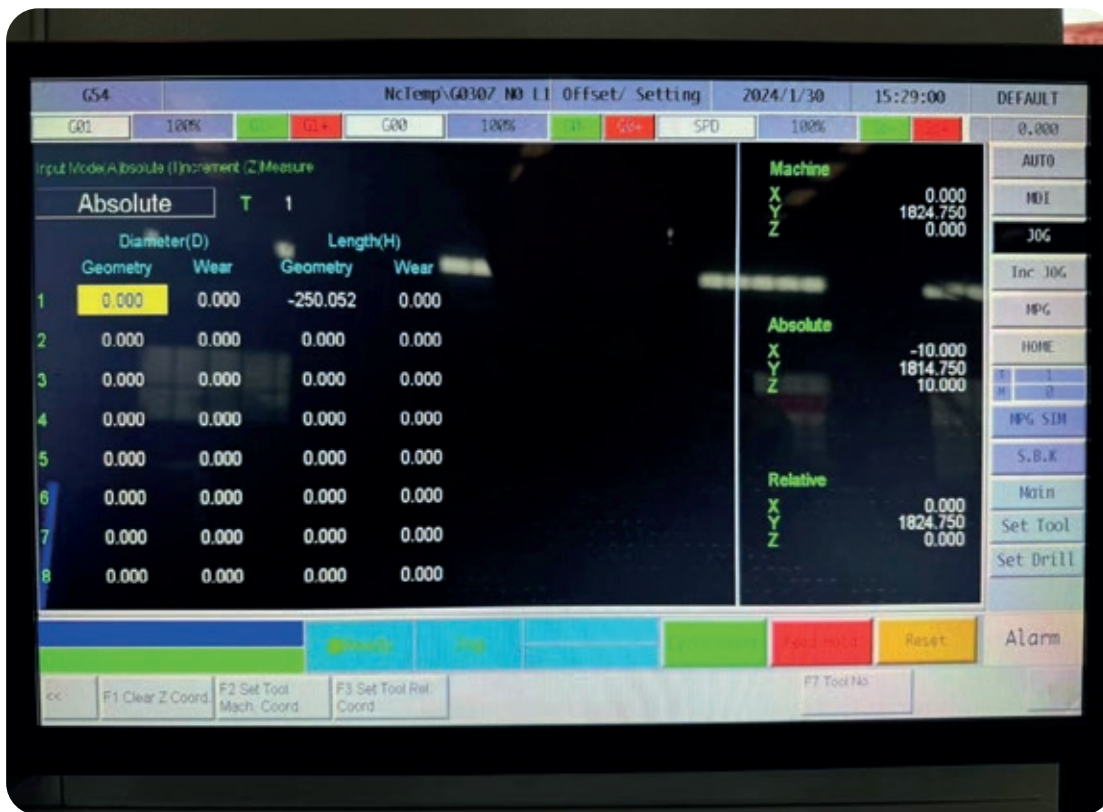 G54 NcTemp\G0307 N0 L1 Offset/ Setting 2024/1/30 15:29:00 DEFAULT
G01 100% G1+ G00 100% SPD 100% 0.000
Input Mode: A)bsolute (I)ncrement (Z)Measure
Absolute T 1
Diameter(D) Length(H)
Geometry Wear Geometry Wear
1 0.000 0.000 -250.052 0.000
2 0.000 0.000 0.000 0.000
3 0.000 0.000 0.000 0.000
4 0.000 0.000 0.000 0.000
5 0.000 0.000 0.000 0.000
6 0.000 0.000 0.000 0.000
7 0.000 0.000 0.000 0.000
8 0.000 0.000 0.000 0.000
Machine
X 0.000
Y 1824.750
Z 0.000
Absolute
X -10.000
Y 1814.750
Z 10.000
Relative
X 0.000
Y 1824.750
Z 0.000
AUTO
MDI
JOG
Inc JOG
MPG
HOME
T 1
M 0
MPG SIM
S.B.K
Main
Set Tool
Set Drill
Alarm
Feed Hold Reset
<< F1 Clear Z Coord. F2 Set Tool Mach. Coord F3 Set Tool Rel. Coord F7 Tool No.